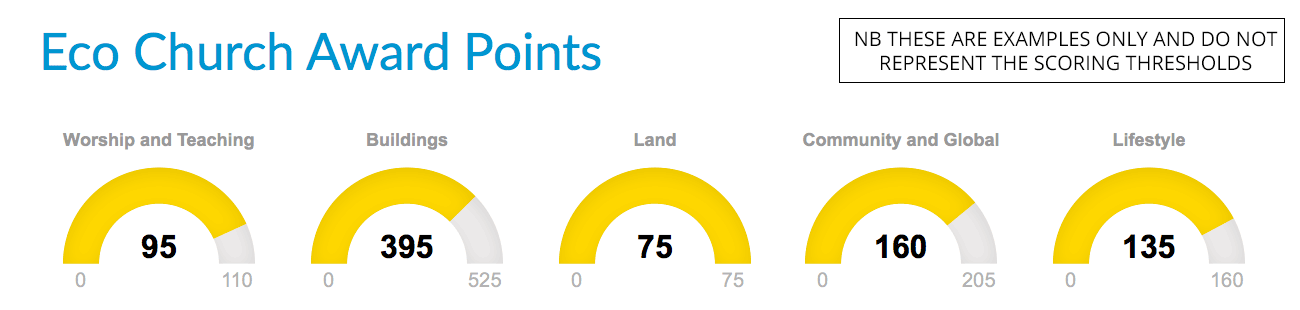 Eco Church Award Points
NB THESE ARE EXAMPLES ONLY AND DO NOT
REPRESENT THE SCORING THRESHOLDS
Worship and Teaching
95
0 110
Buildings
395
0 525
Land
75
0 75
Community and Global
160
0 205
Lifestyle
135
0 160